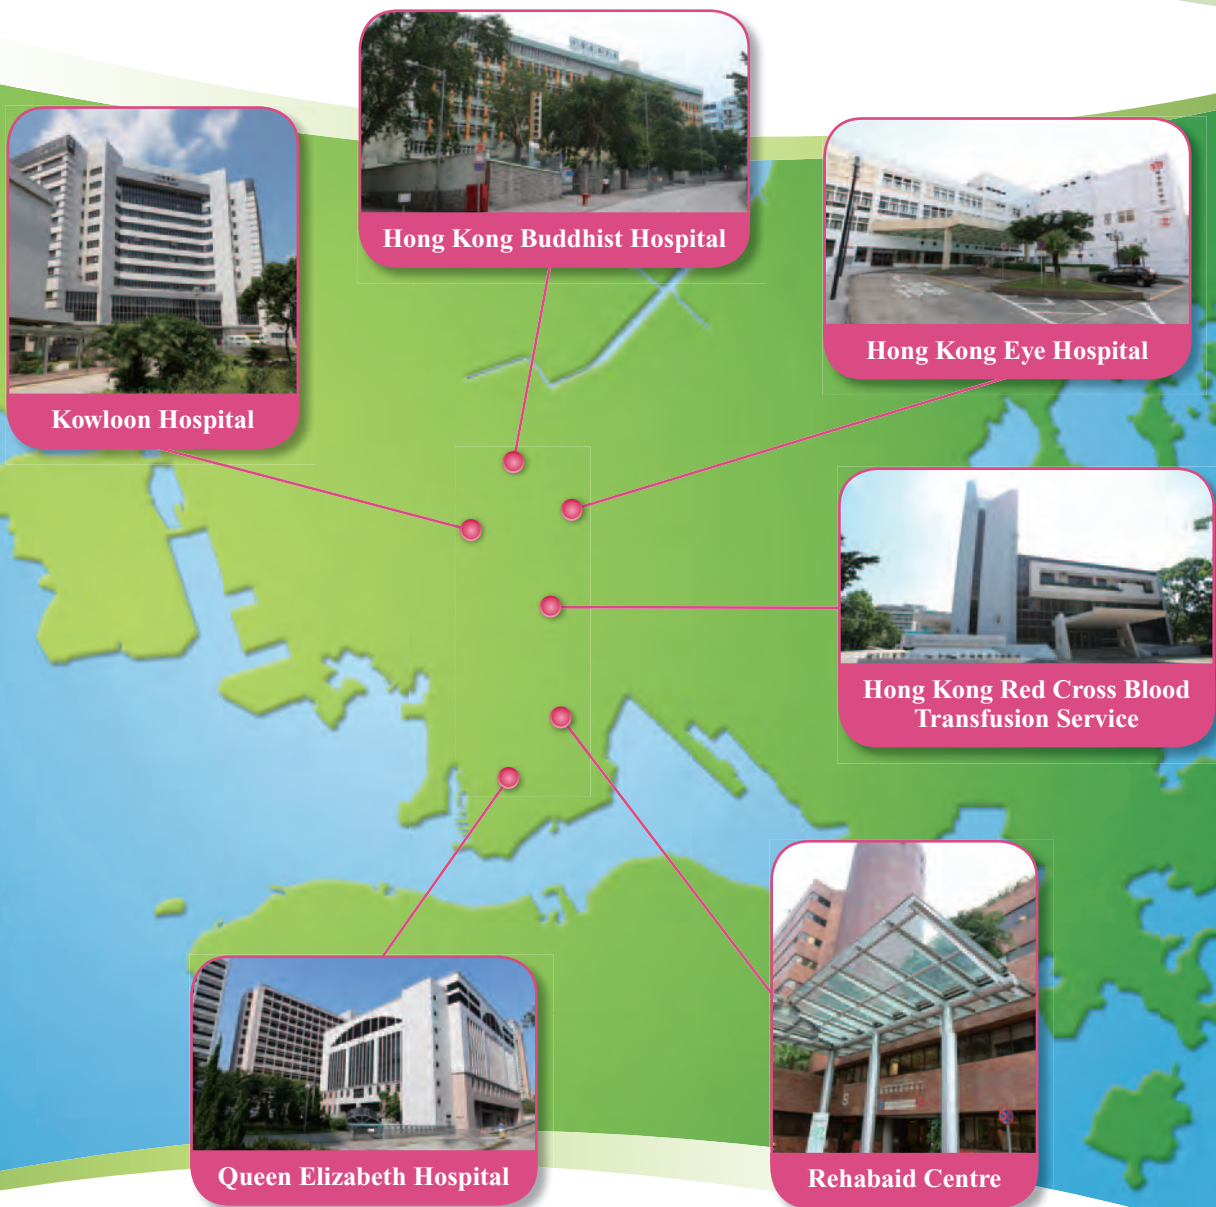 Hong Kong Buddhist Hospital
Kowloon Hospital
Hong Kong Eye Hospital
Hong Kong Red Cross Blood
Transfusion Service
Queen Elizabeth Hospital
Rehabaid Centre